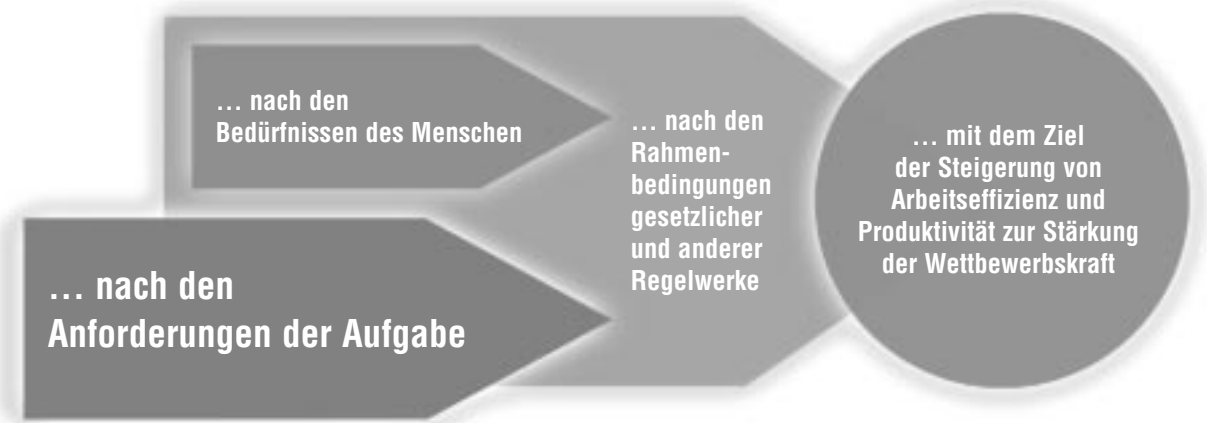 … nach den
Bedürfnissen des Menschen
… nach den
Anforderungen der Aufgabe
… nach den
Rahmen-
bedingungen
gesetzlicher
und anderer
Regelwerke
… mit dem Ziel
der Steigerung von
Arbeitseffizienz und
Produktivität zur Stärkung
der Wettbewerbskraft